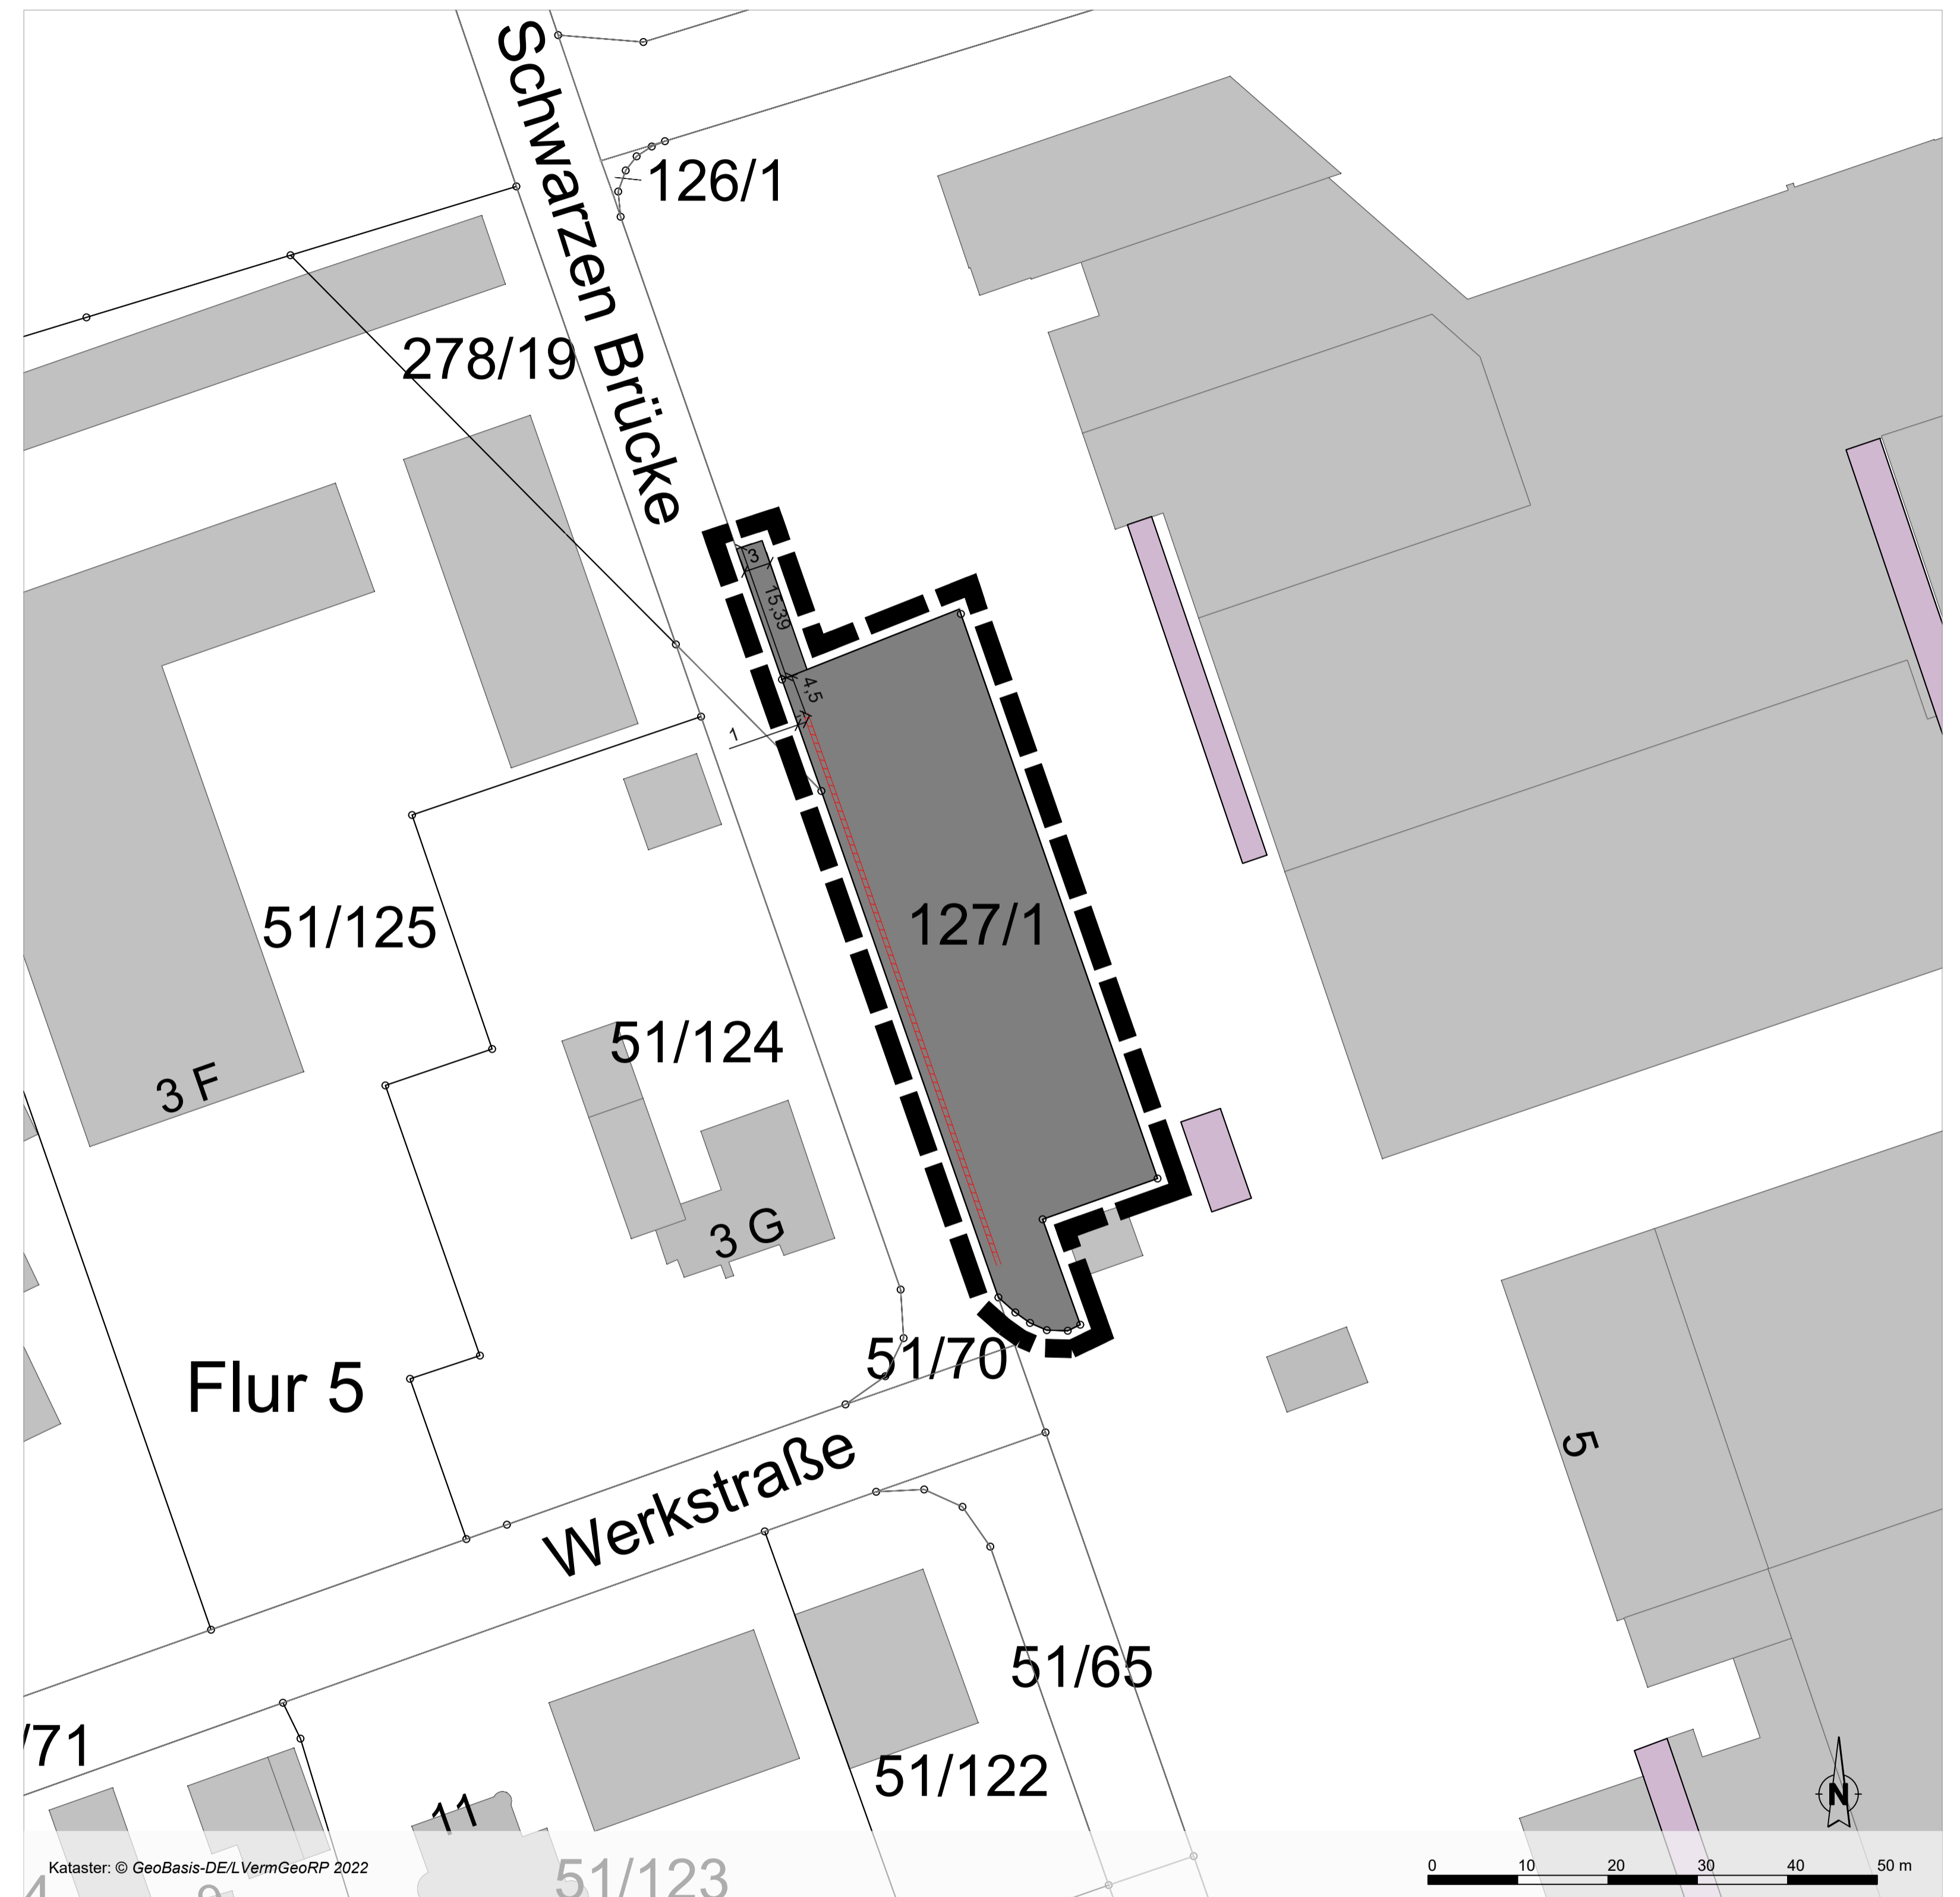 Schwarzen Brücke
126/1
278/19
3
15,39
4,5
1
51/125
127/1
51/124
3 F
3 G
51/70
Flur 5
Werkstraße
5
51/65
/71
51/122
11
N
51/123
Kataster: © GeoBasis-DE/LVermGeoRP 2022
0 10 20 30 40 50 m
4